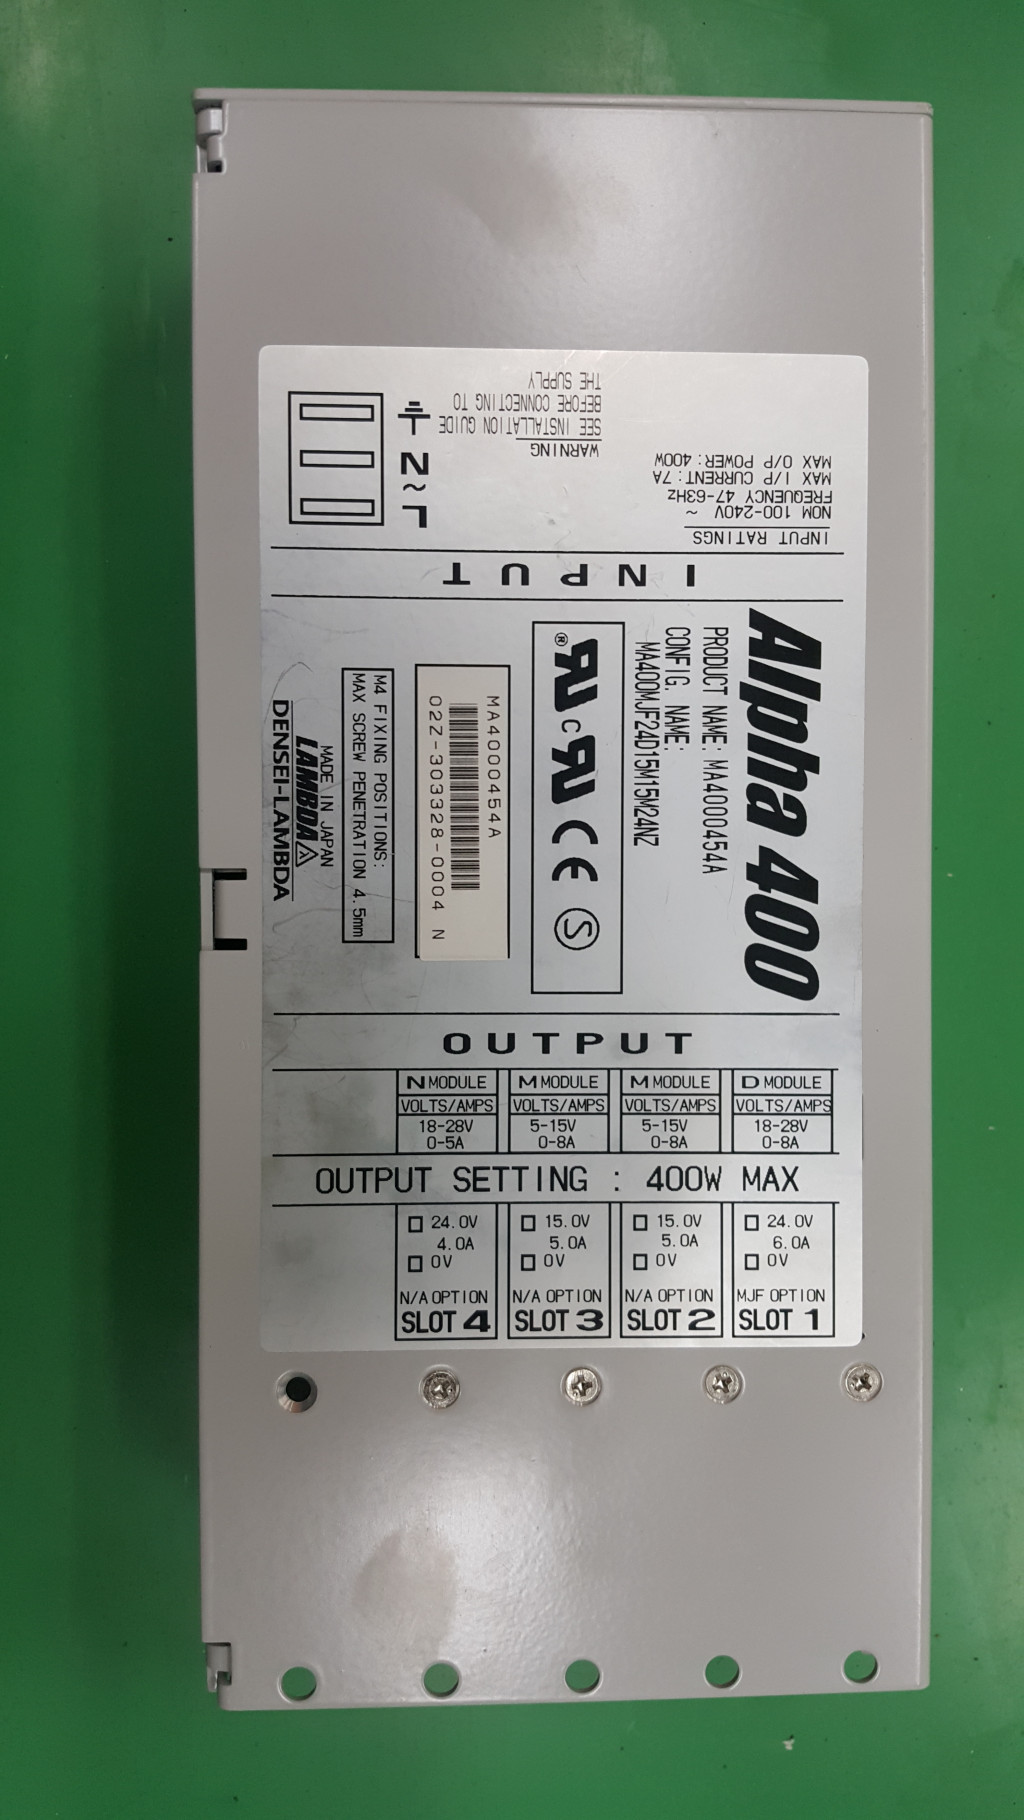 INPUT RATINGS
NOM 100-240V ~
FREQUENCY 47-63Hz
MAX I/P CURRENT: 7A
MAX O/P POWER: 400W
WARNING
SEE INSTALLATION GUIDE
BEFORE CONNECTING TO
THE SUPPLY
L
~
N
INPUT
Alpha 400
PRODUCT NAME: MA4000454A
CONFIG. NAME:
MA400MJF24D15M15M24NZ
RU ® c RU CE S
MA4000454A
02Z-303328-0004 N
M4 FIXING POSITIONS:
MAX SCREW PENETRATION 4.5mm
MADE IN JAPAN
LAMBDA
DENSEI-LAMBDA
OUTPUT
N MODULE M MODULE M MODULE D MODULE
VOLTS/AMPS VOLTS/AMPS VOLTS/AMPS VOLTS/AMPS
18-28V 5-15V 5-15V 18-28V
0-5A 0-8A 0-8A 0-8A
OUTPUT SETTING : 400W MAX
24.0V 15.0V 15.0V 24.0V
4.0A 5.0A 5.0A 6.0A
0V 0V 0V 0V
N/A OPTION N/A OPTION N/A OPTION MJF OPTION
SLOT 4 SLOT 3 SLOT 2 SLOT 1